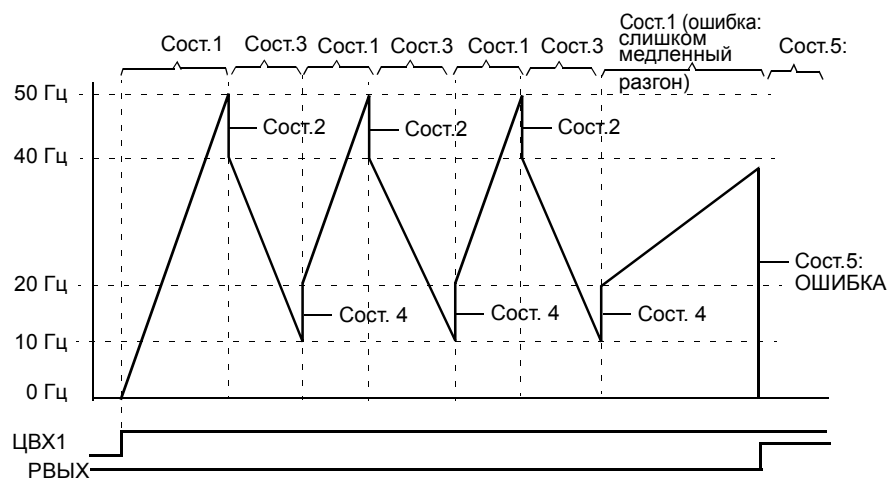 Сост.1 (ошибка:
слишком
медленный
разгон)
Сост.1 Сост.3 Сост.1 Сост.3 Сост.1 Сост.3 Сост.5:
50 Гц
Сост.2 Сост.2 Сост.2
40 Гц
Сост.5:
ОШИБКА
20 Гц
Сост. 4 Сост. 4 Сост. 4
10 Гц
0 Гц
ЦВХ1
РВЫХ